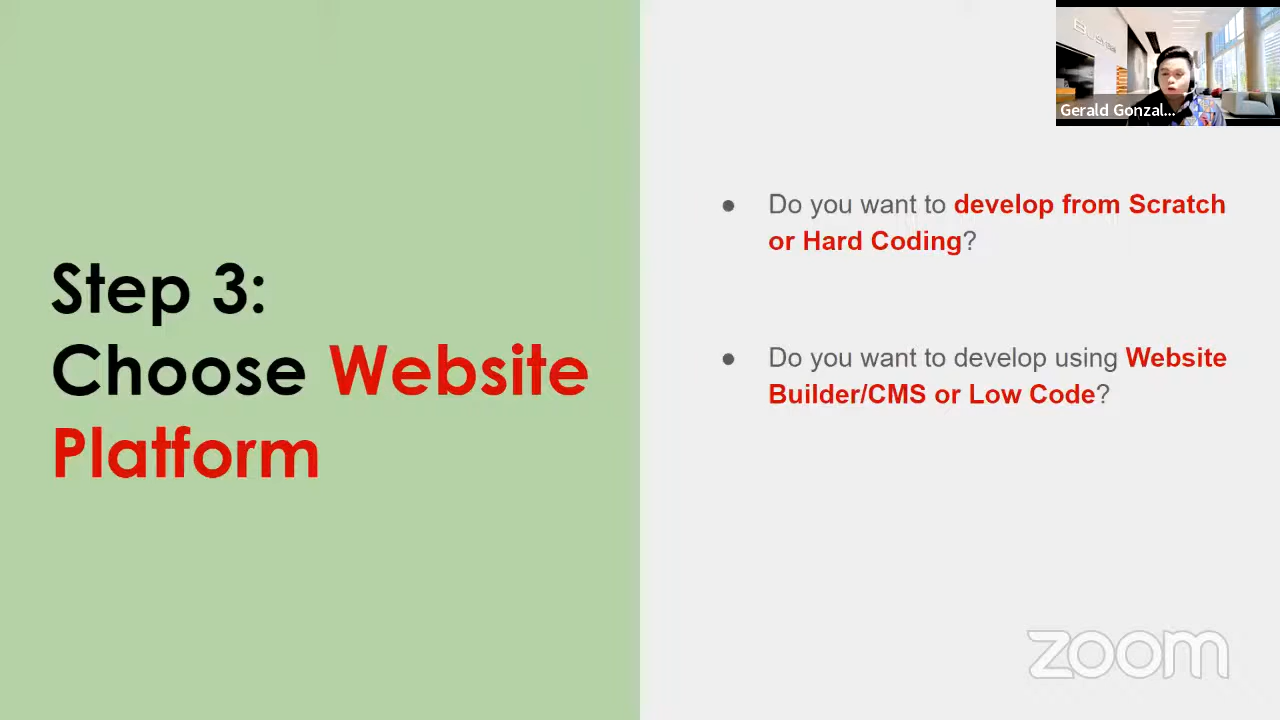 Step 3:
Choose Website
Platform
Gerald Gonzal...
● Do you want to develop from Scratch
or Hard Coding?
● Do you want to develop using Website
Builder/CMS or Low Code?
zoom